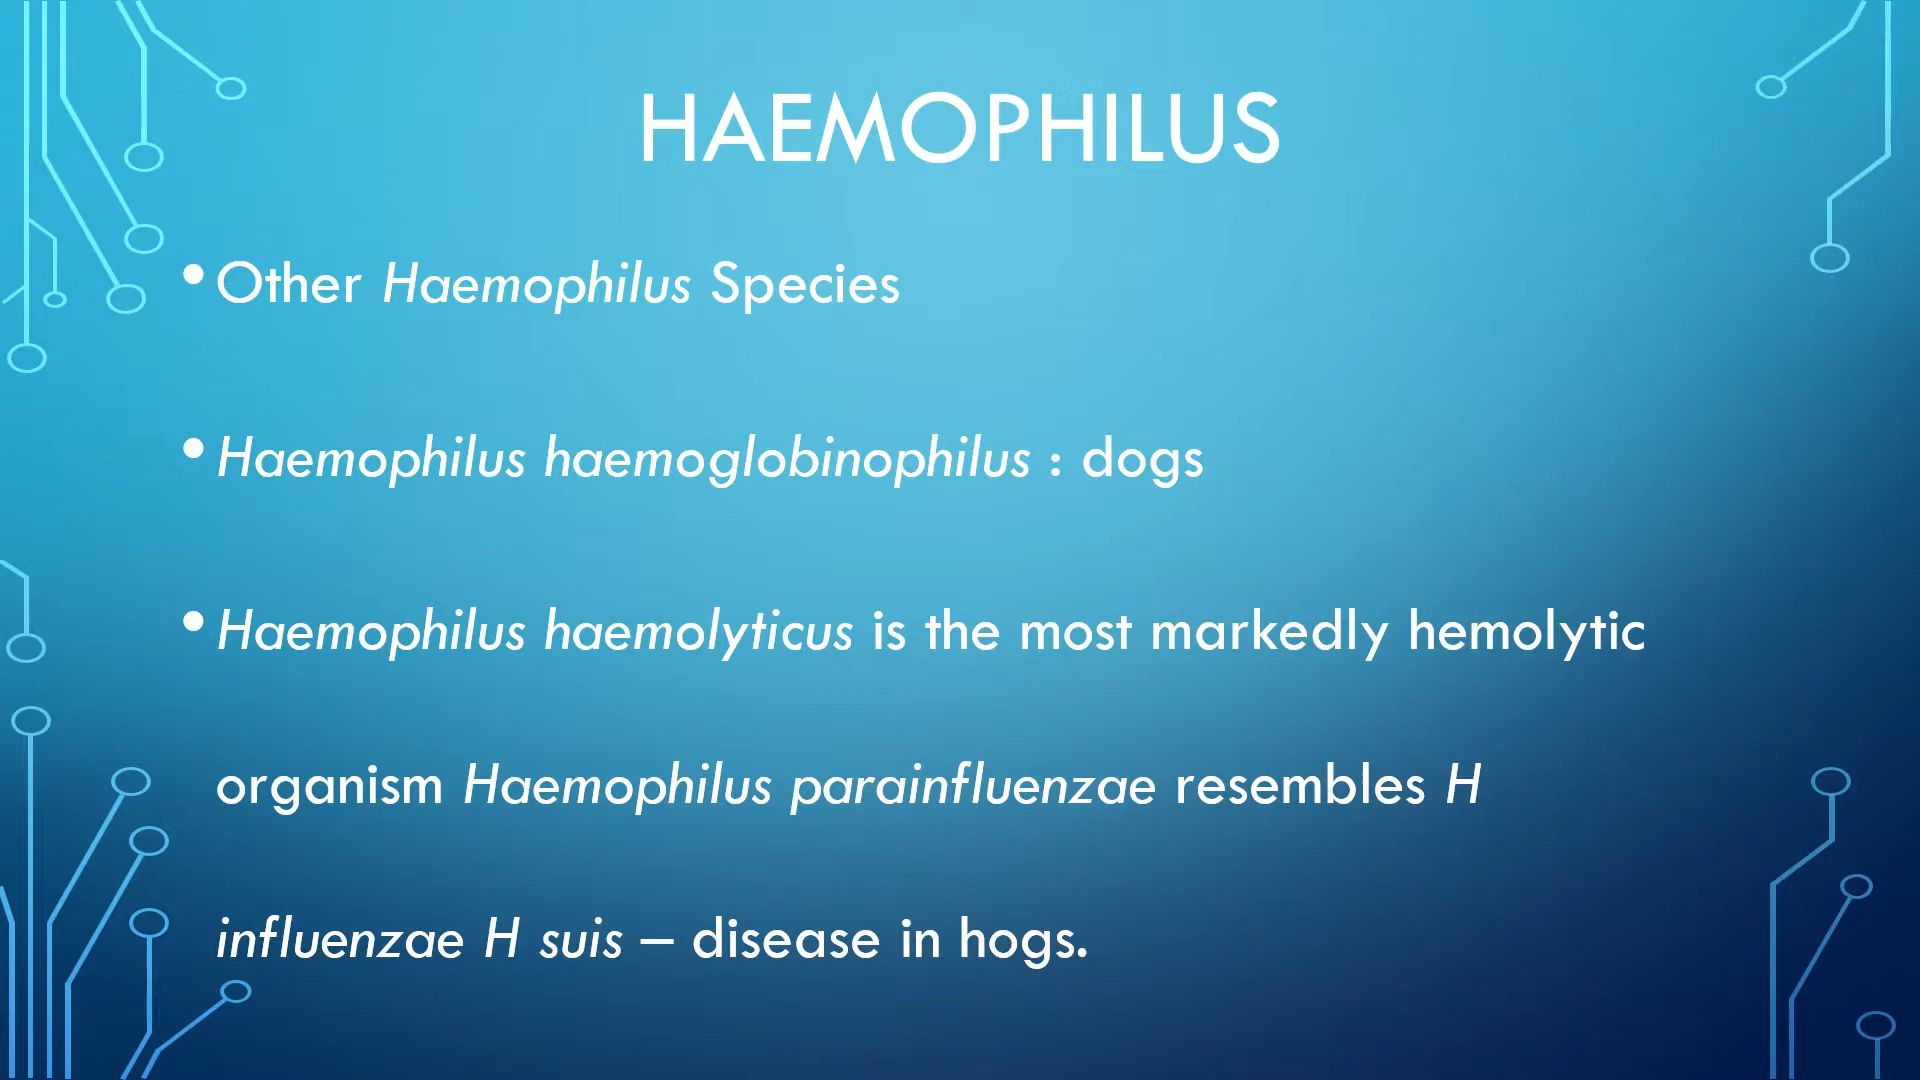 HAEMOPHILUS
• Other Haemophilus Species
• Haemophilus haemoglobinophilus : dogs
• Haemophilus haemolyticus is the most markedly hemolytic
organism Haemophilus parainfluenzae resembles H
influenzae H suis – disease in hogs.